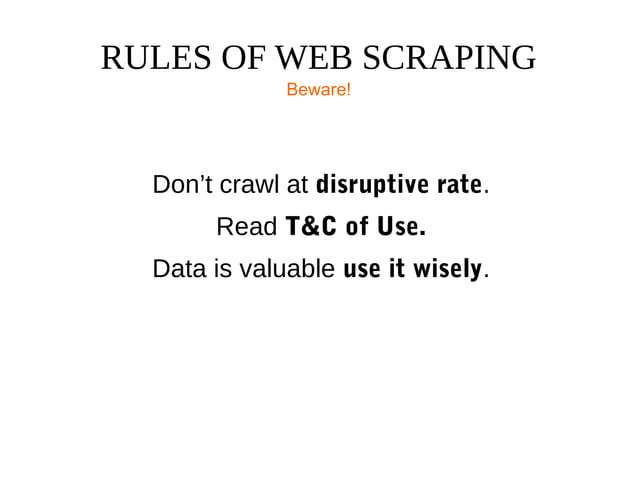 RULES OF WEB SCRAPING
Beware!
Don’t crawl at disruptive rate.
Read T&C of Use.
Data is valuable use it wisely.